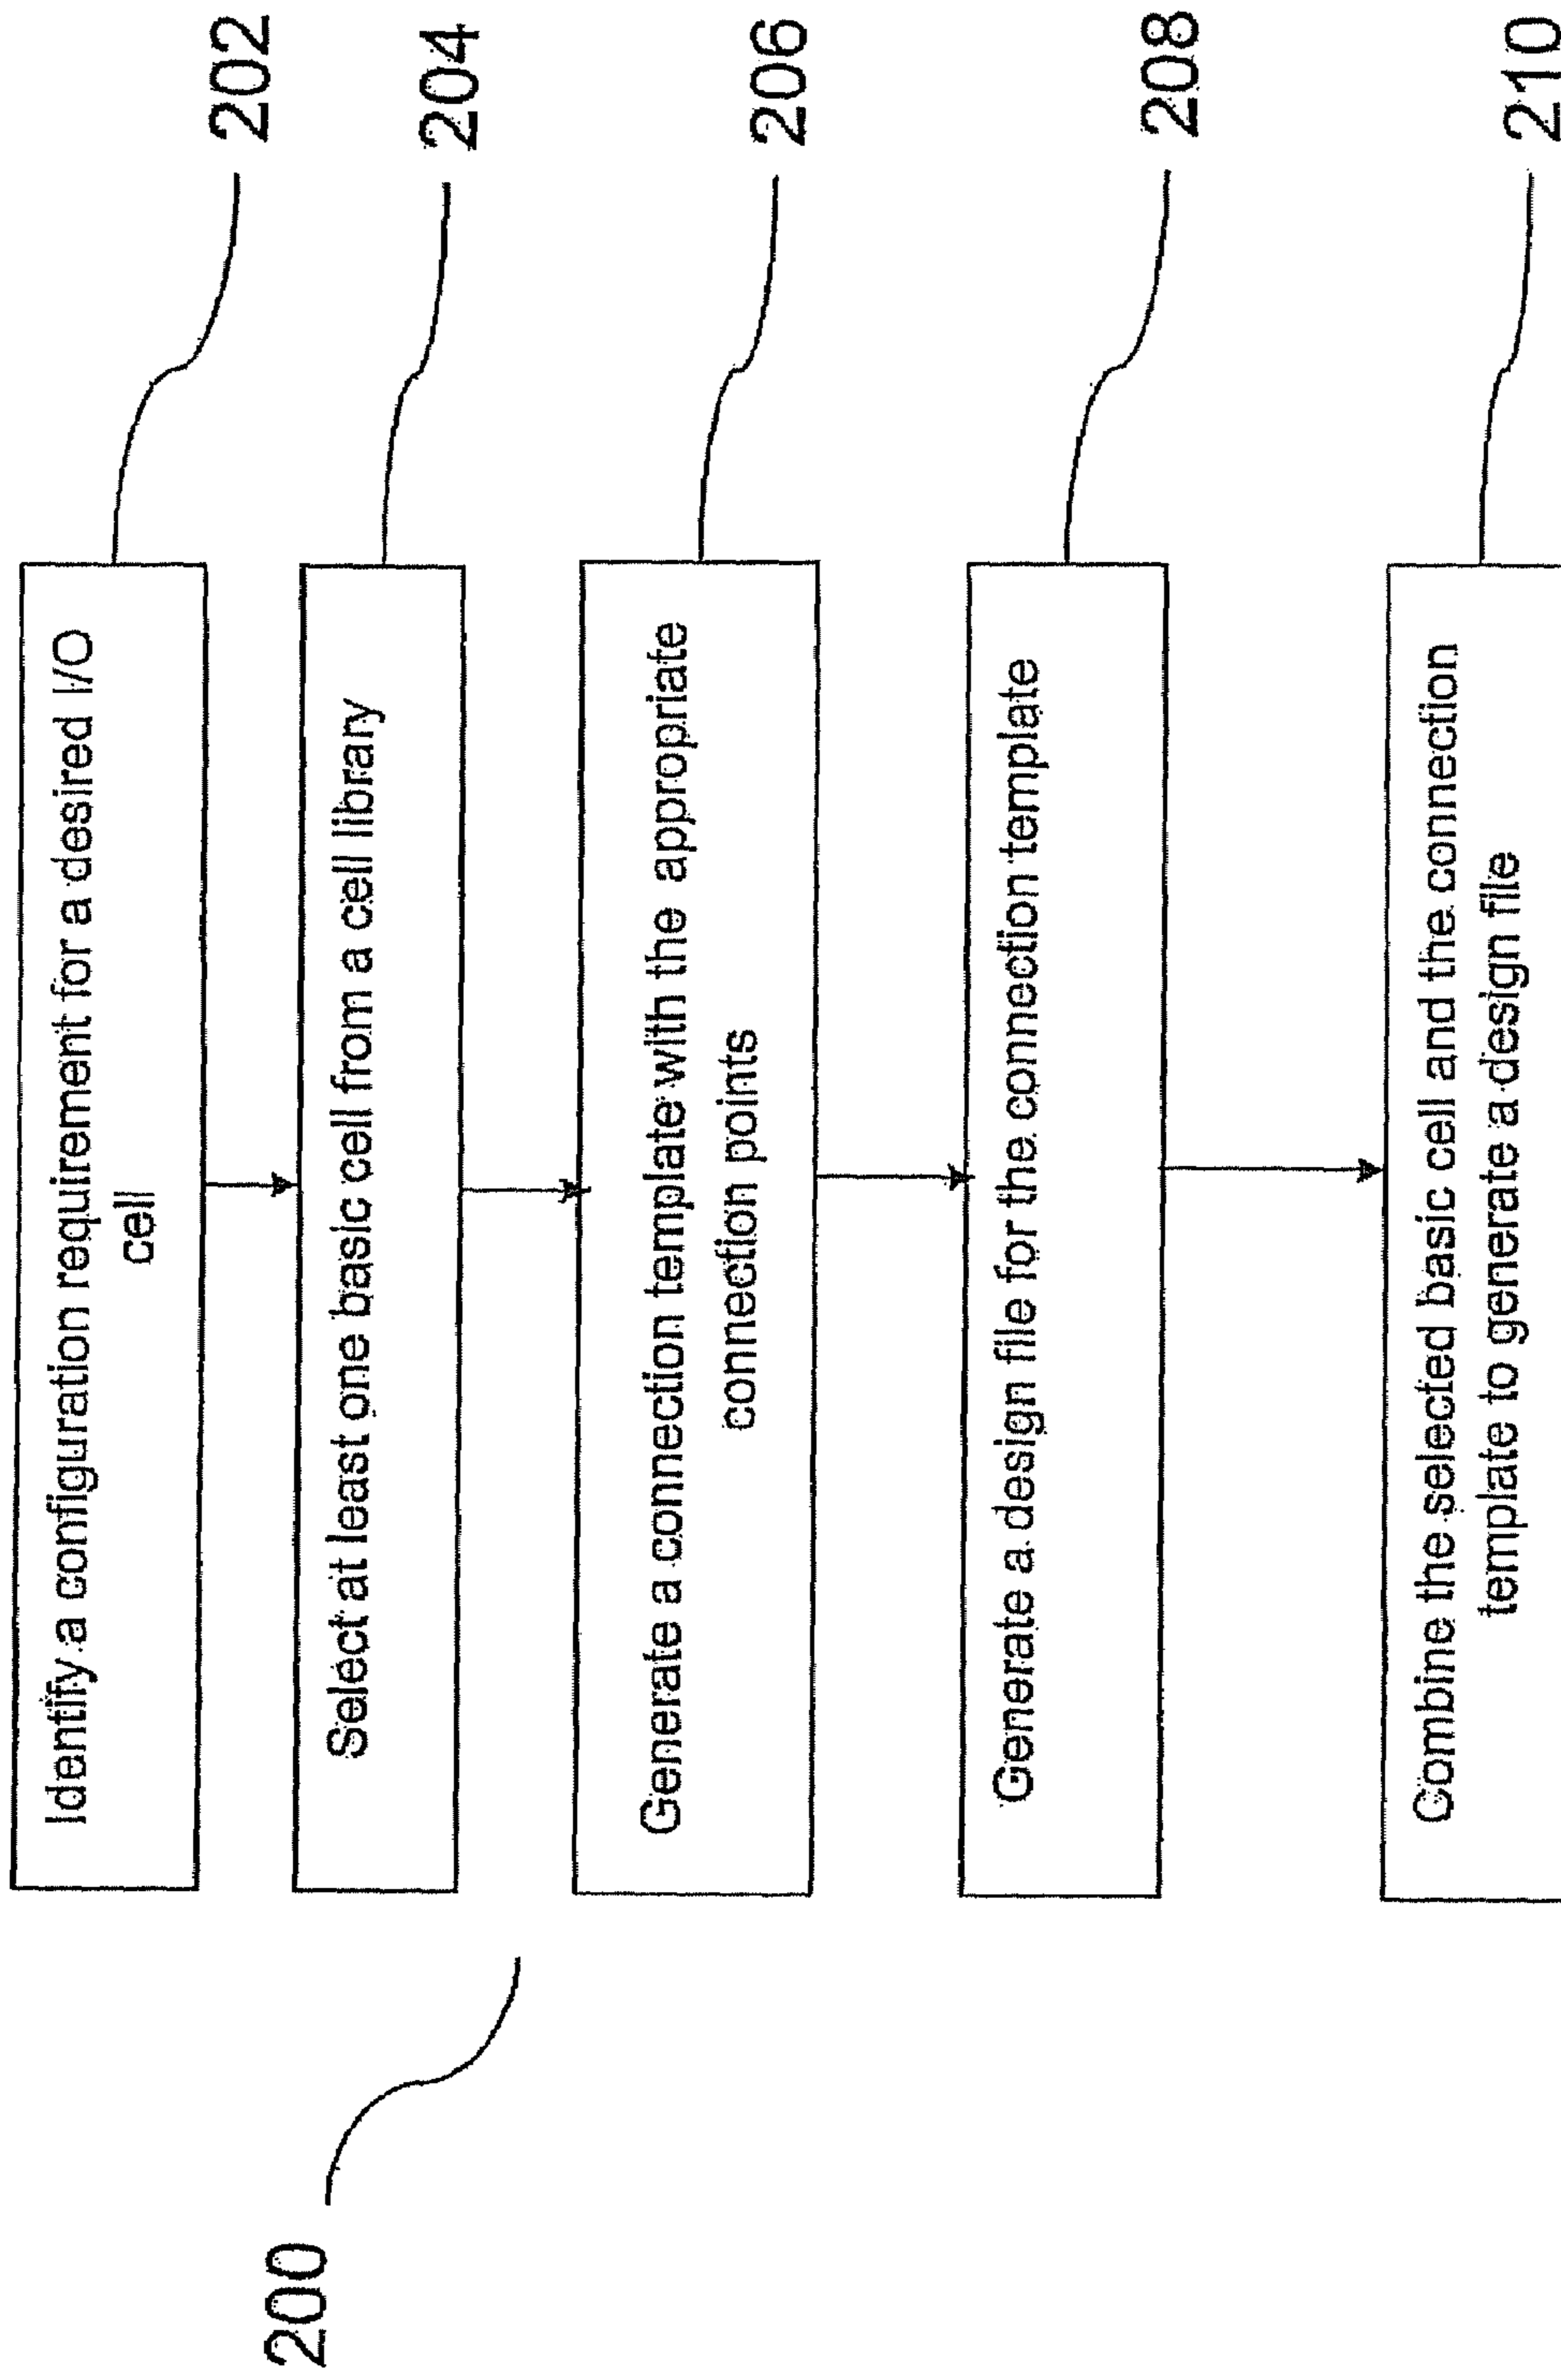 200
Identify a configuration requirement for a desired I/O
cell
202
Select at least one basic cell from a cell library
204
Generate a connection template with the appropriate
connection points
206
Generate a design file for the connection template
208
Combine the selected basic cell and the connection
template to generate a design file
210